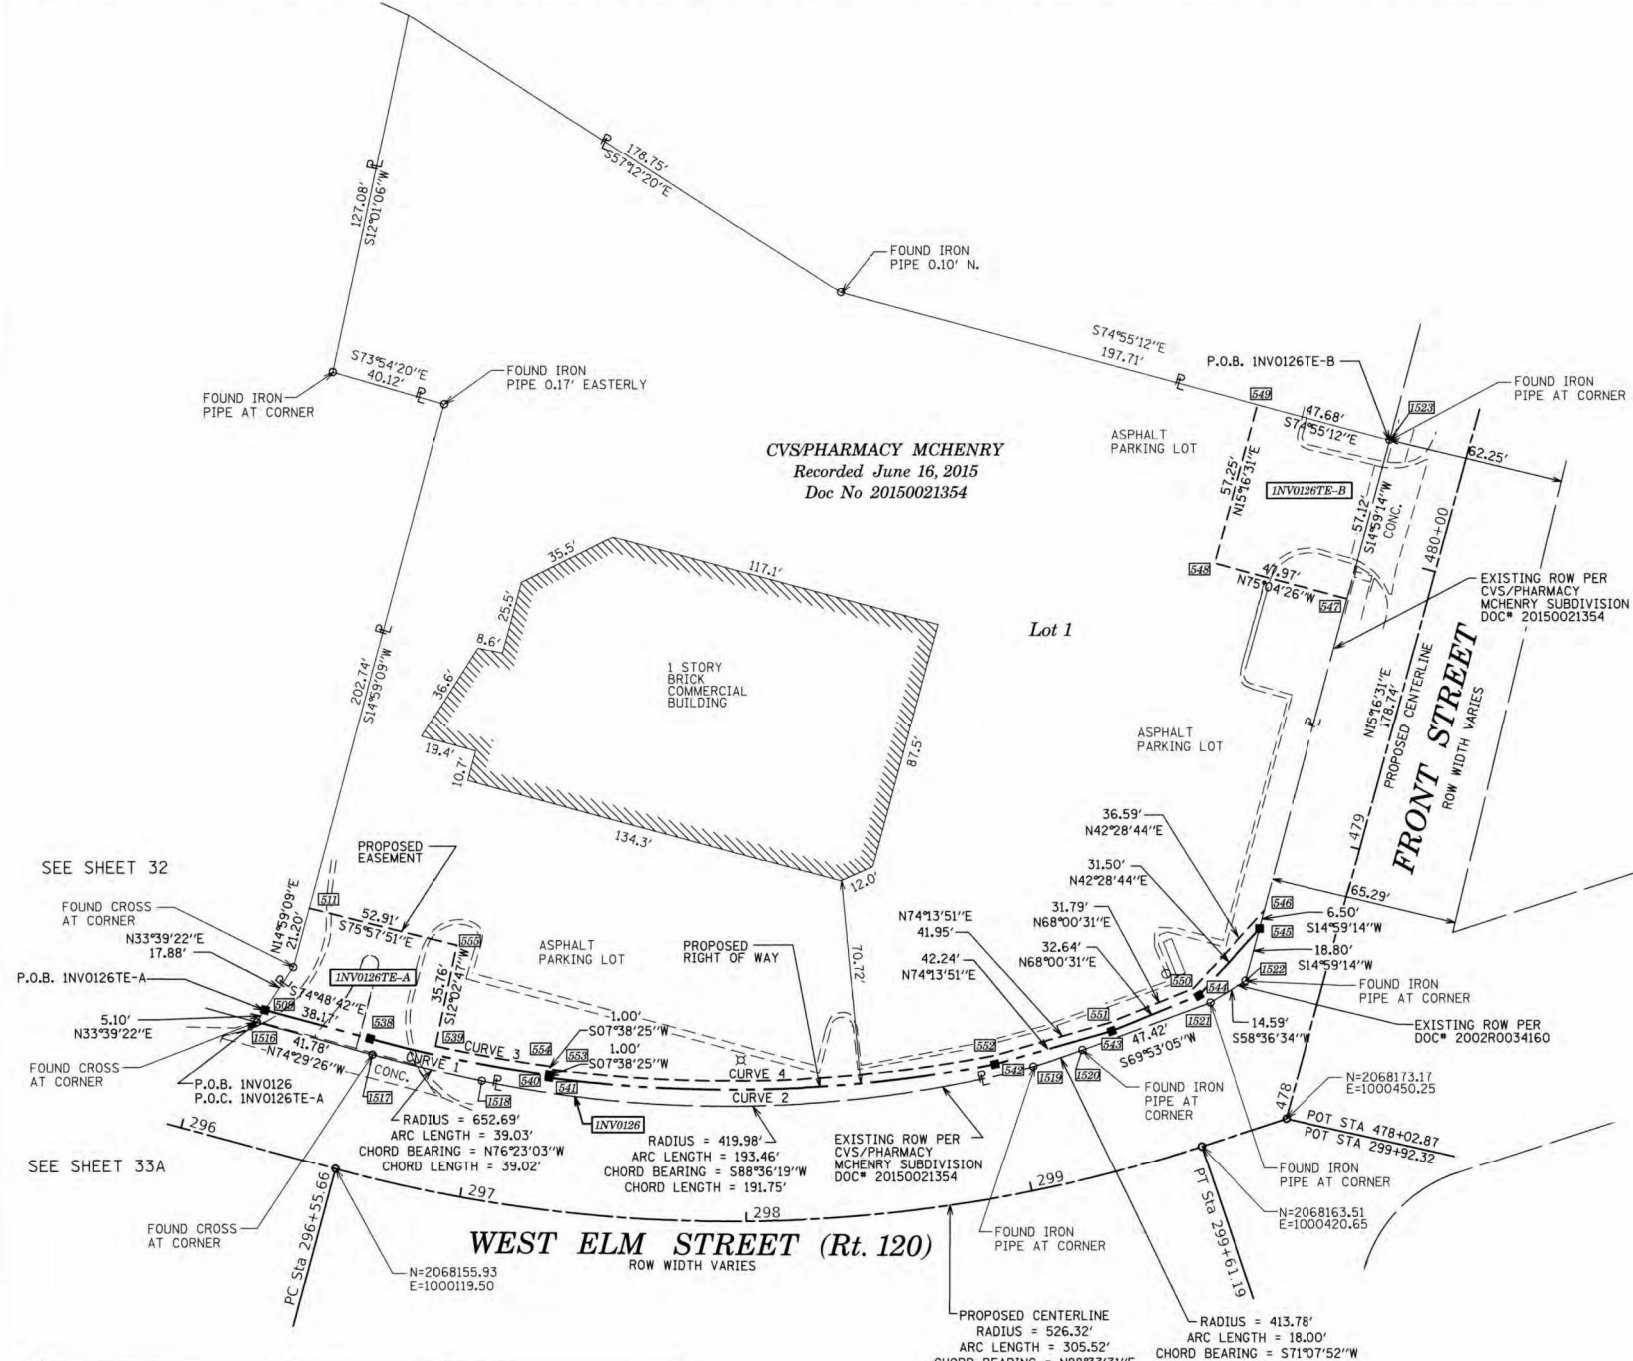 178.75'
S57°12'20"E
127.08'
S12°01'06"W
FOUND IRON
PIPE 0.10' N.
S74°55'12"E
197.71'
P.O.B. 1NV0126TE-B
FOUND IRON
PIPE AT CORNER
S73°54'20"E
40.12'
FOUND IRON
PIPE 0.17' EASTERLY
FOUND IRON
PIPE AT CORNER
549
1523
47.68'
S74°55'12"E
62.25'
ASPHALT
PARKING LOT
CVS/PHARMACY MCHENRY
Recorded June 16, 2015
Doc No 20150021354
57.25'
N15°16'31"E
1NV0126TE-B
57.12'
S14°59'14"W
CONC.
480+00
35.5'
117.1'
25.5'
8.6'
36.6'
19.4'
10.7'
134.3'
12.0'
87.5'
1 STORY
BRICK
COMMERCIAL
BUILDING
548
47.97'
N75°04'26"W
547
EXISTING ROW PER
CVS/PHARMACY
MCHENRY SUBDIVISION
DOC# 20150021354
Lot 1
202.74'
S14°59'09"W
ASPHALT
PARKING LOT
N15°16'31"E
178.74'
PROPOSED CENTERLINE
FRONT STREET
ROW WIDTH VARIES
479
36.59'
N42°28'44"E
31.50'
N42°28'44"E
31.79'
N68°00'31"E
32.64'
N68°00'31"E
N74°13'51"E
41.95'
42.24'
N74°13'51"E
65.29'
546
6.50'
S14°59'14"W
545
18.80'
S14°59'14"W
1522
FOUND IRON
PIPE AT CORNER
EXISTING ROW PER
DOC# 2002R0034160
14.59'
S58°36'34"W
SEE SHEET 32
FOUND CROSS
AT CORNER
N33°39'22"E
17.88'
P.O.B. 1NV0126TE-A
5.10'
N33°39'22"E
FOUND CROSS
AT CORNER
N14°59'09"E
21.20'
511
PROPOSED
EASEMENT
52.91'
S75°57'51"E
555
1NV0126TE-A
35.76'
S12°02'47"W
ASPHALT
PARKING LOT
PROPOSED
RIGHT OF WAY
70.72'
S74°48'42"E
38.17'
538
539
1516
41.78'
N74°29'26"W
CONC.
1517
1518
CURVE 1
CURVE 3
554
553
540
541
1.00'
S07°38'25"W
1.00'
S07°38'25"W
CURVE 4
CURVE 2
552
551
550
544
543
542
1519
1520
1521
47.42'
S69°53'05"W
P.O.B. 1NV0126
P.O.C. 1NV0126TE-A
1NV0126
RADIUS = 652.69'
ARC LENGTH = 39.03'
CHORD BEARING = N76°23'03"W
CHORD LENGTH = 39.02'
RADIUS = 419.98'
ARC LENGTH = 193.46'
CHORD BEARING = S88°36'19"W
CHORD LENGTH = 191.75'
EXISTING ROW PER
CVS/PHARMACY
MCHENRY SUBDIVISION
DOC# 20150021354
FOUND IRON
PIPE AT
CORNER
N=2068173.17
E=1000450.25
478
POT STA 478+02.87
POT STA 299+92.32
FOUND IRON
PIPE AT CORNER
N=2068163.51
E=1000420.65
PT Sta 299+61.19
SEE SHEET 33A
296
297
298
299
PC Sta 296+55.66
FOUND CROSS
AT CORNER
N=2068155.93
E=1000119.50
WEST ELM STREET (Rt. 120)
ROW WIDTH VARIES
FOUND IRON
PIPE AT CORNER
PROPOSED CENTERLINE
RADIUS = 526.32'
ARC LENGTH = 305.52'
RADIUS = 413.78'
ARC LENGTH = 18.00'
CHORD BEARING = S71°07'52"W